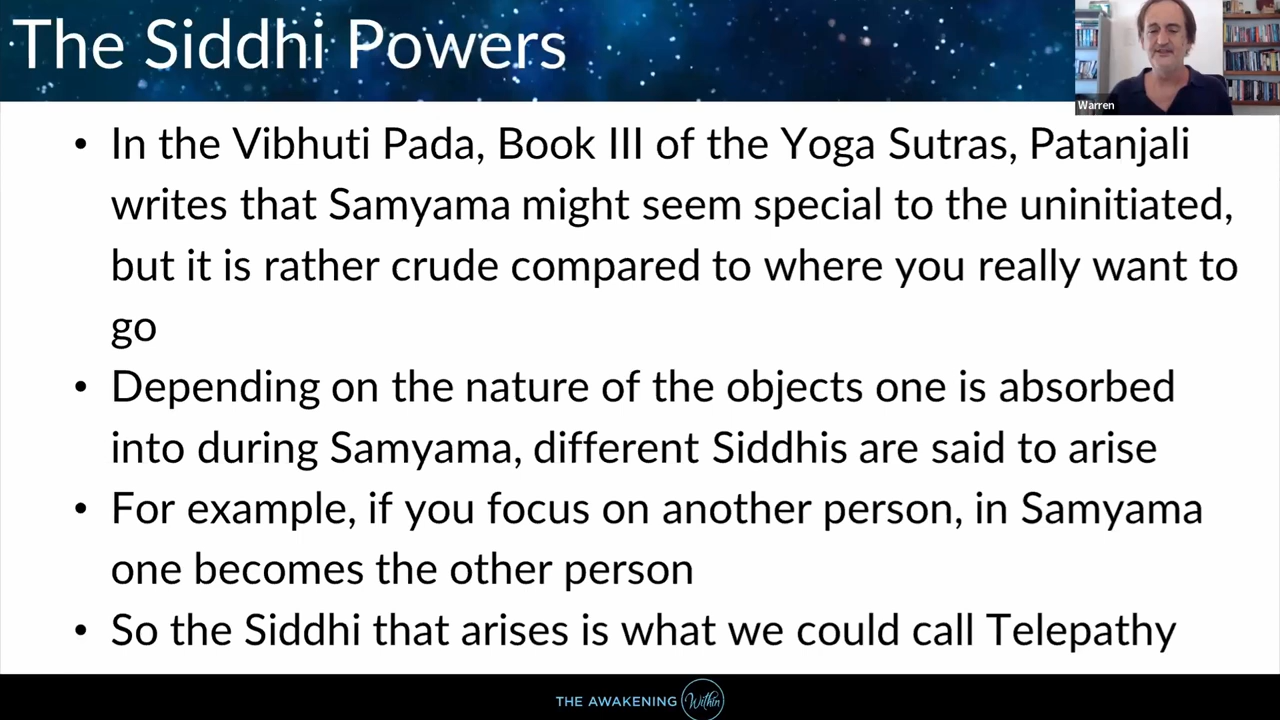 The Siddhi Powers
Warren
• In the Vibhuti Pada, Book III of the Yoga Sutras, Patanjali
writes that Samyama might seem special to the uninitiated,
but it is rather crude compared to where you really want to
go
• Depending on the nature of the objects one is absorbed
into during Samyama, different Siddhis are said to arise
• For example, if you focus on another person, in Samyama
one becomes the other person
• So the Siddhi that arises is what we could call Telepathy
THE AWAKENING Within